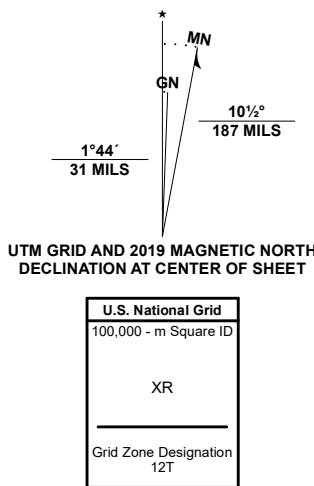 ★
MN
GN
10½°
187 MILS
1°44´
31 MILS
UTM GRID AND 2019 MAGNETIC NORTH
DECLINATION AT CENTER OF SHEET
U.S. National Grid
100,000 - m Square ID
XR
Grid Zone Designation
12T